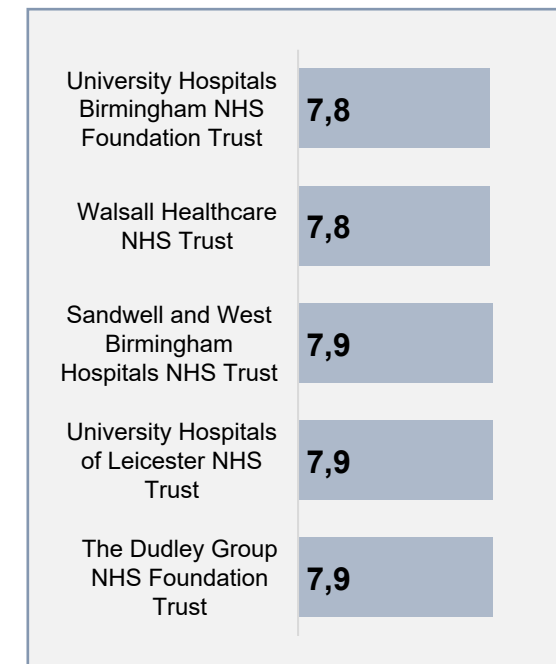 University Hospitals
Birmingham NHS
Foundation Trust
7,8
Walsall Healthcare
NHS Trust
7,8
Sandwell and West
Birmingham
Hospitals NHS Trust
7,9
University Hospitals
of Leicester NHS
Trust
7,9
The Dudley Group
NHS Foundation
Trust
7,9